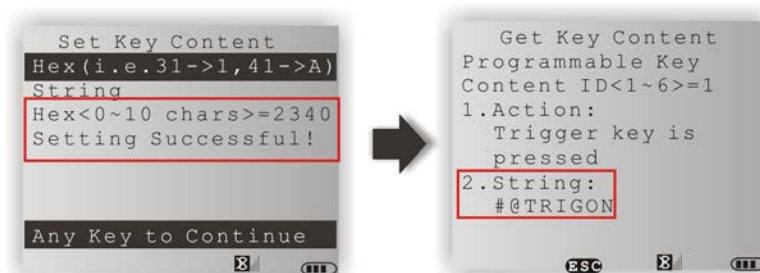 Set Key Content
Hex(i.e.31->1,41->A)
String
Hex<0~10 chars>=2340
Setting Successful!
Any Key to Continue
Get Key Content
Programmable Key
Content ID<1~6>=1
1.Action:
Trigger key is
pressed
2.String:
#@TRIGON
ESC